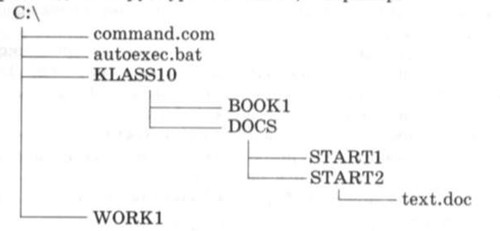 C:\
command.com
autoexec.bat
KLASS10
BOOK1
DOCS
START1
START2
text.doc
WORK1